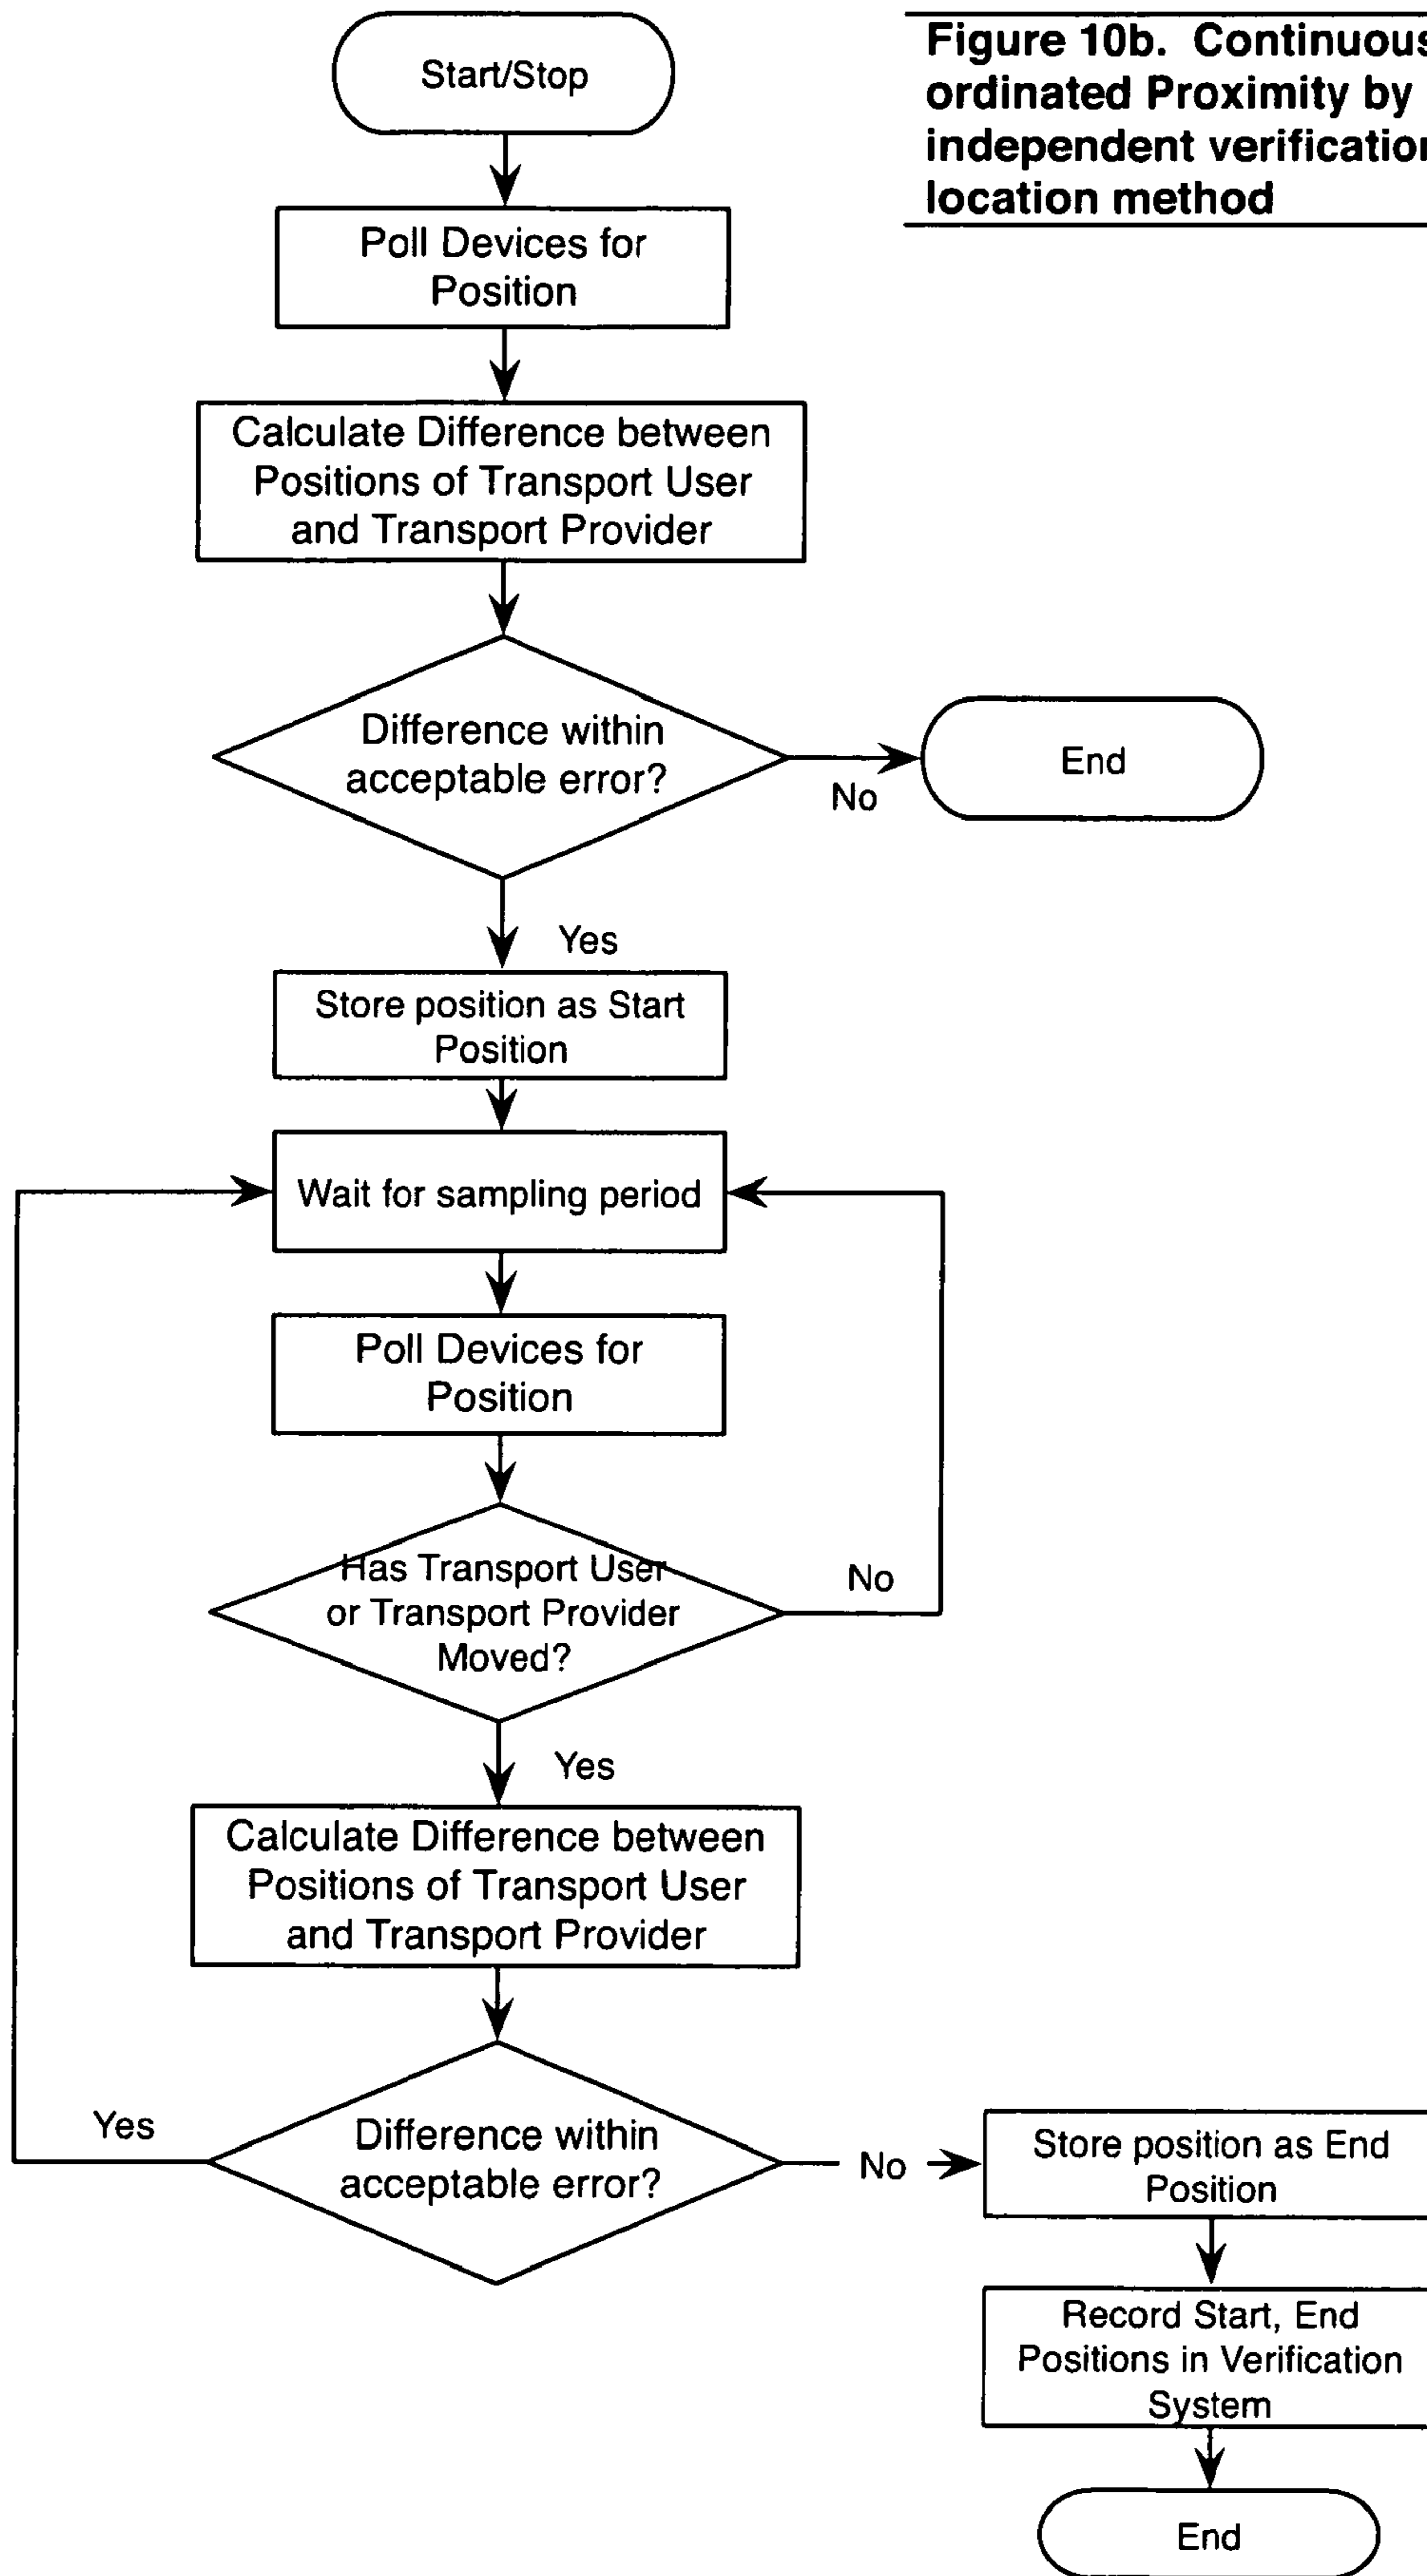 Start/Stop
Figure 10b. Continuous
ordinated Proximity by
independent verification
location method
Poll Devices for
Position
Calculate Difference between
Positions of Transport User
and Transport Provider
Difference within
acceptable error?
No
End
Yes
Store position as Start
Position
Wait for sampling period
Poll Devices for
Position
Has Transport User
or Transport Provider
Moved?
No
Yes
Calculate Difference between
Positions of Transport User
and Transport Provider
Difference within
acceptable error?
Yes
No
Store position as End
Position
Record Start, End
Positions in Verification
System
End